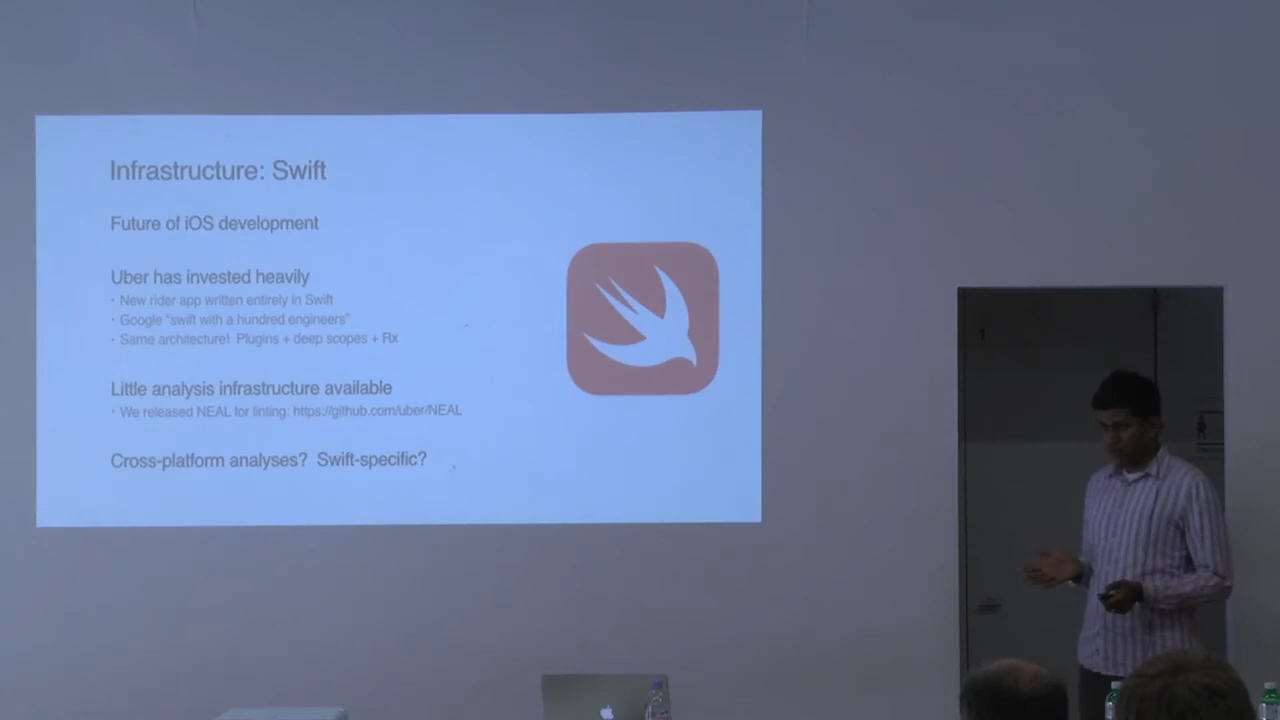 Infrastructure: Swift
Future of iOS development
Uber has invested heavily
· New rider app written entirely in Swift
· Google “swift with a hundred engineers”
· Same architecture! Plugins + deep scopes + Rx
Little analysis infrastructure available
· We released NEAL for linting: https://github.com/uber/NEAL
Cross-platform analyses? Swift-specific?